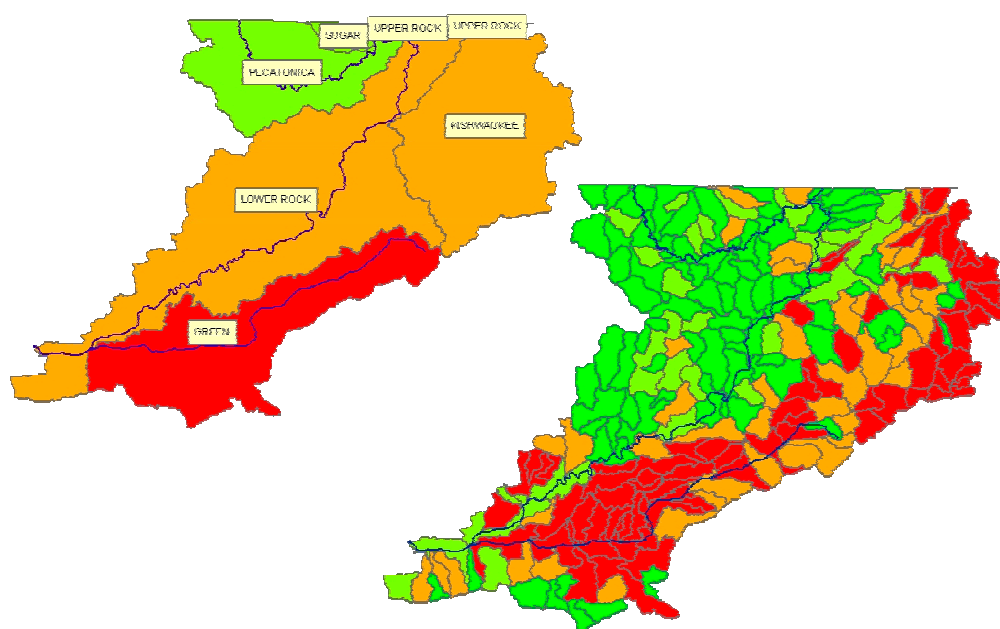 SUGAR
UPPER ROCK
UPPER ROCK
PECATONICA
KISHWAUKEE
LOWER ROCK
GREEN